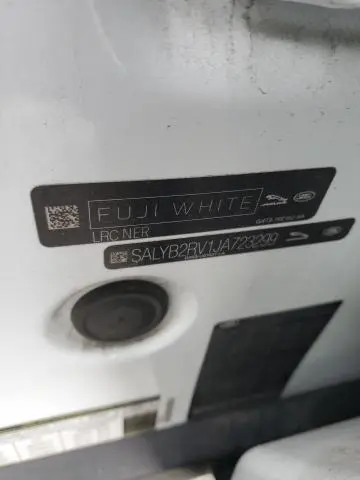 FUJI WHITE
LRC NER
SALYB2RV1JA723299